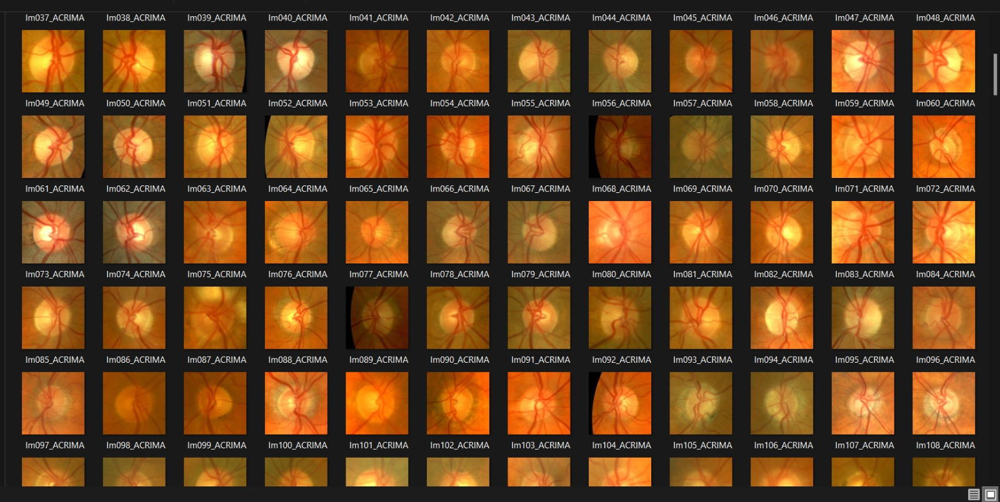 Im037_ACRIMA Im038_ACRIMA Im039_ACRIMA Im040_ACRIMA Im041_ACRIMA Im042_ACRIMA Im043_ACRIMA Im044_ACRIMA Im045_ACRIMA Im046_ACRIMA Im047_ACRIMA Im048_ACRIMA
Im049_ACRIMA Im050_ACRIMA Im051_ACRIMA Im052_ACRIMA Im053_ACRIMA Im054_ACRIMA Im055_ACRIMA Im056_ACRIMA Im057_ACRIMA Im058_ACRIMA Im059_ACRIMA Im060_ACRIMA
Im061_ACRIMA Im062_ACRIMA Im063_ACRIMA Im064_ACRIMA Im065_ACRIMA Im066_ACRIMA Im067_ACRIMA Im068_ACRIMA Im069_ACRIMA Im070_ACRIMA Im071_ACRIMA Im072_ACRIMA
Im073_ACRIMA Im074_ACRIMA Im075_ACRIMA Im076_ACRIMA Im077_ACRIMA Im078_ACRIMA Im079_ACRIMA Im080_ACRIMA Im081_ACRIMA Im082_ACRIMA Im083_ACRIMA Im084_ACRIMA
Im085_ACRIMA Im086_ACRIMA Im087_ACRIMA Im088_ACRIMA Im089_ACRIMA Im090_ACRIMA Im091_ACRIMA Im092_ACRIMA Im093_ACRIMA Im094_ACRIMA Im095_ACRIMA Im096_ACRIMA
Im097_ACRIMA Im098_ACRIMA Im099_ACRIMA Im100_ACRIMA Im101_ACRIMA Im102_ACRIMA Im103_ACRIMA Im104_ACRIMA Im105_ACRIMA Im106_ACRIMA Im107_ACRIMA Im108_ACRIMA